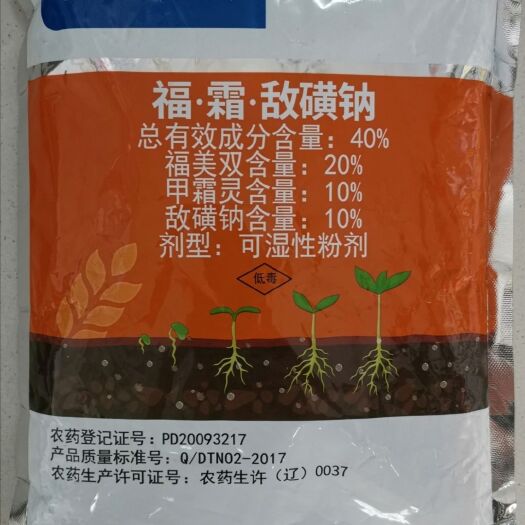 福·霜·敌磺钠
总有效成分含量：40%
福美双含量：20%
甲霜灵含量：10%
敌磺钠含量：10%
剂型：可湿性粉剂
低毒
农药登记证号：PD20093217
产品质量标准号：Q/DTN02-2017
农药生产许可证号：农药生许（辽）0037